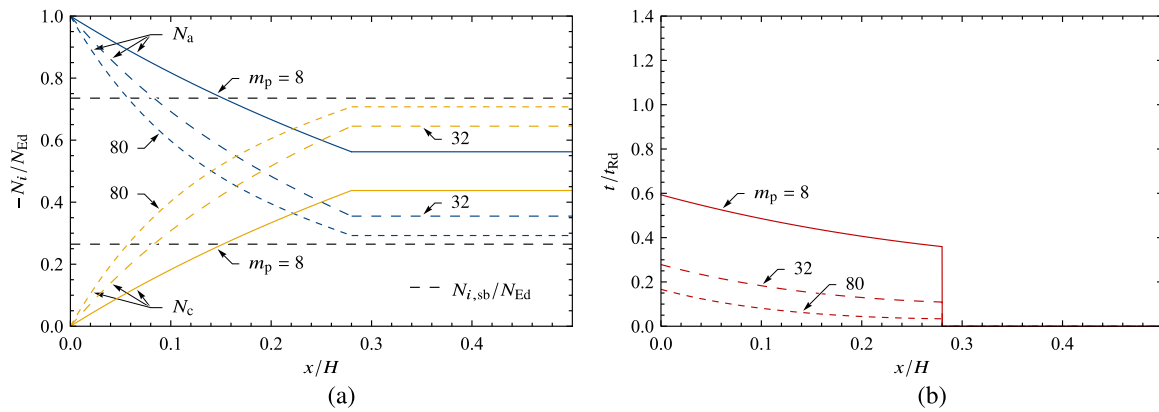 1.0
0.8
0.6
0.4
0.2
0.0
−N_i/N_Ed
N_a
m_p = 8
80
32
80
32
m_p = 8
N_c
N_i,sb/N_Ed
0.0 0.1 0.2 0.3 0.4
x/H
(a)
1.4
1.2
1.0
0.8
0.6
0.4
0.2
0.0
t/t_Rd
m_p = 8
32
80
0.0 0.1 0.2 0.3 0.4
x/H
(b)